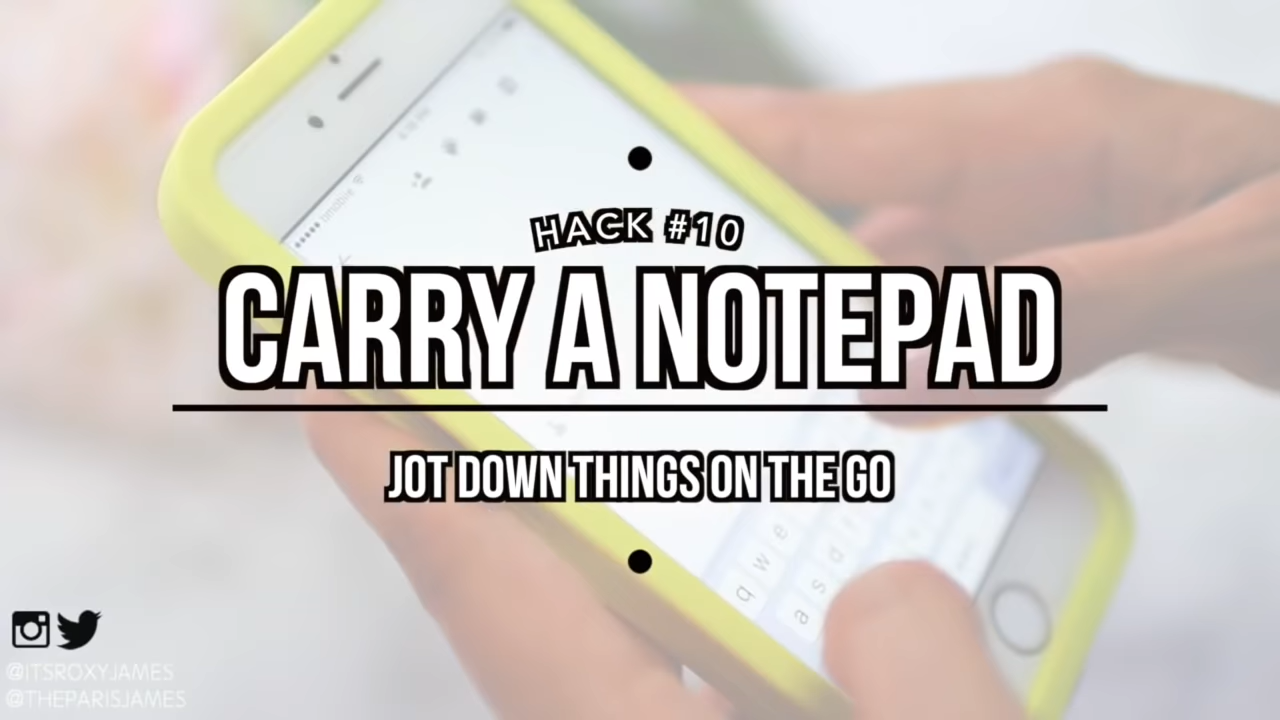 HACK #10
CARRY A NOTEPAD
JOT DOWN THINGS ON THE GO
q w e
a s d
@ITSROXYJAMES
@THEPARISJAMES